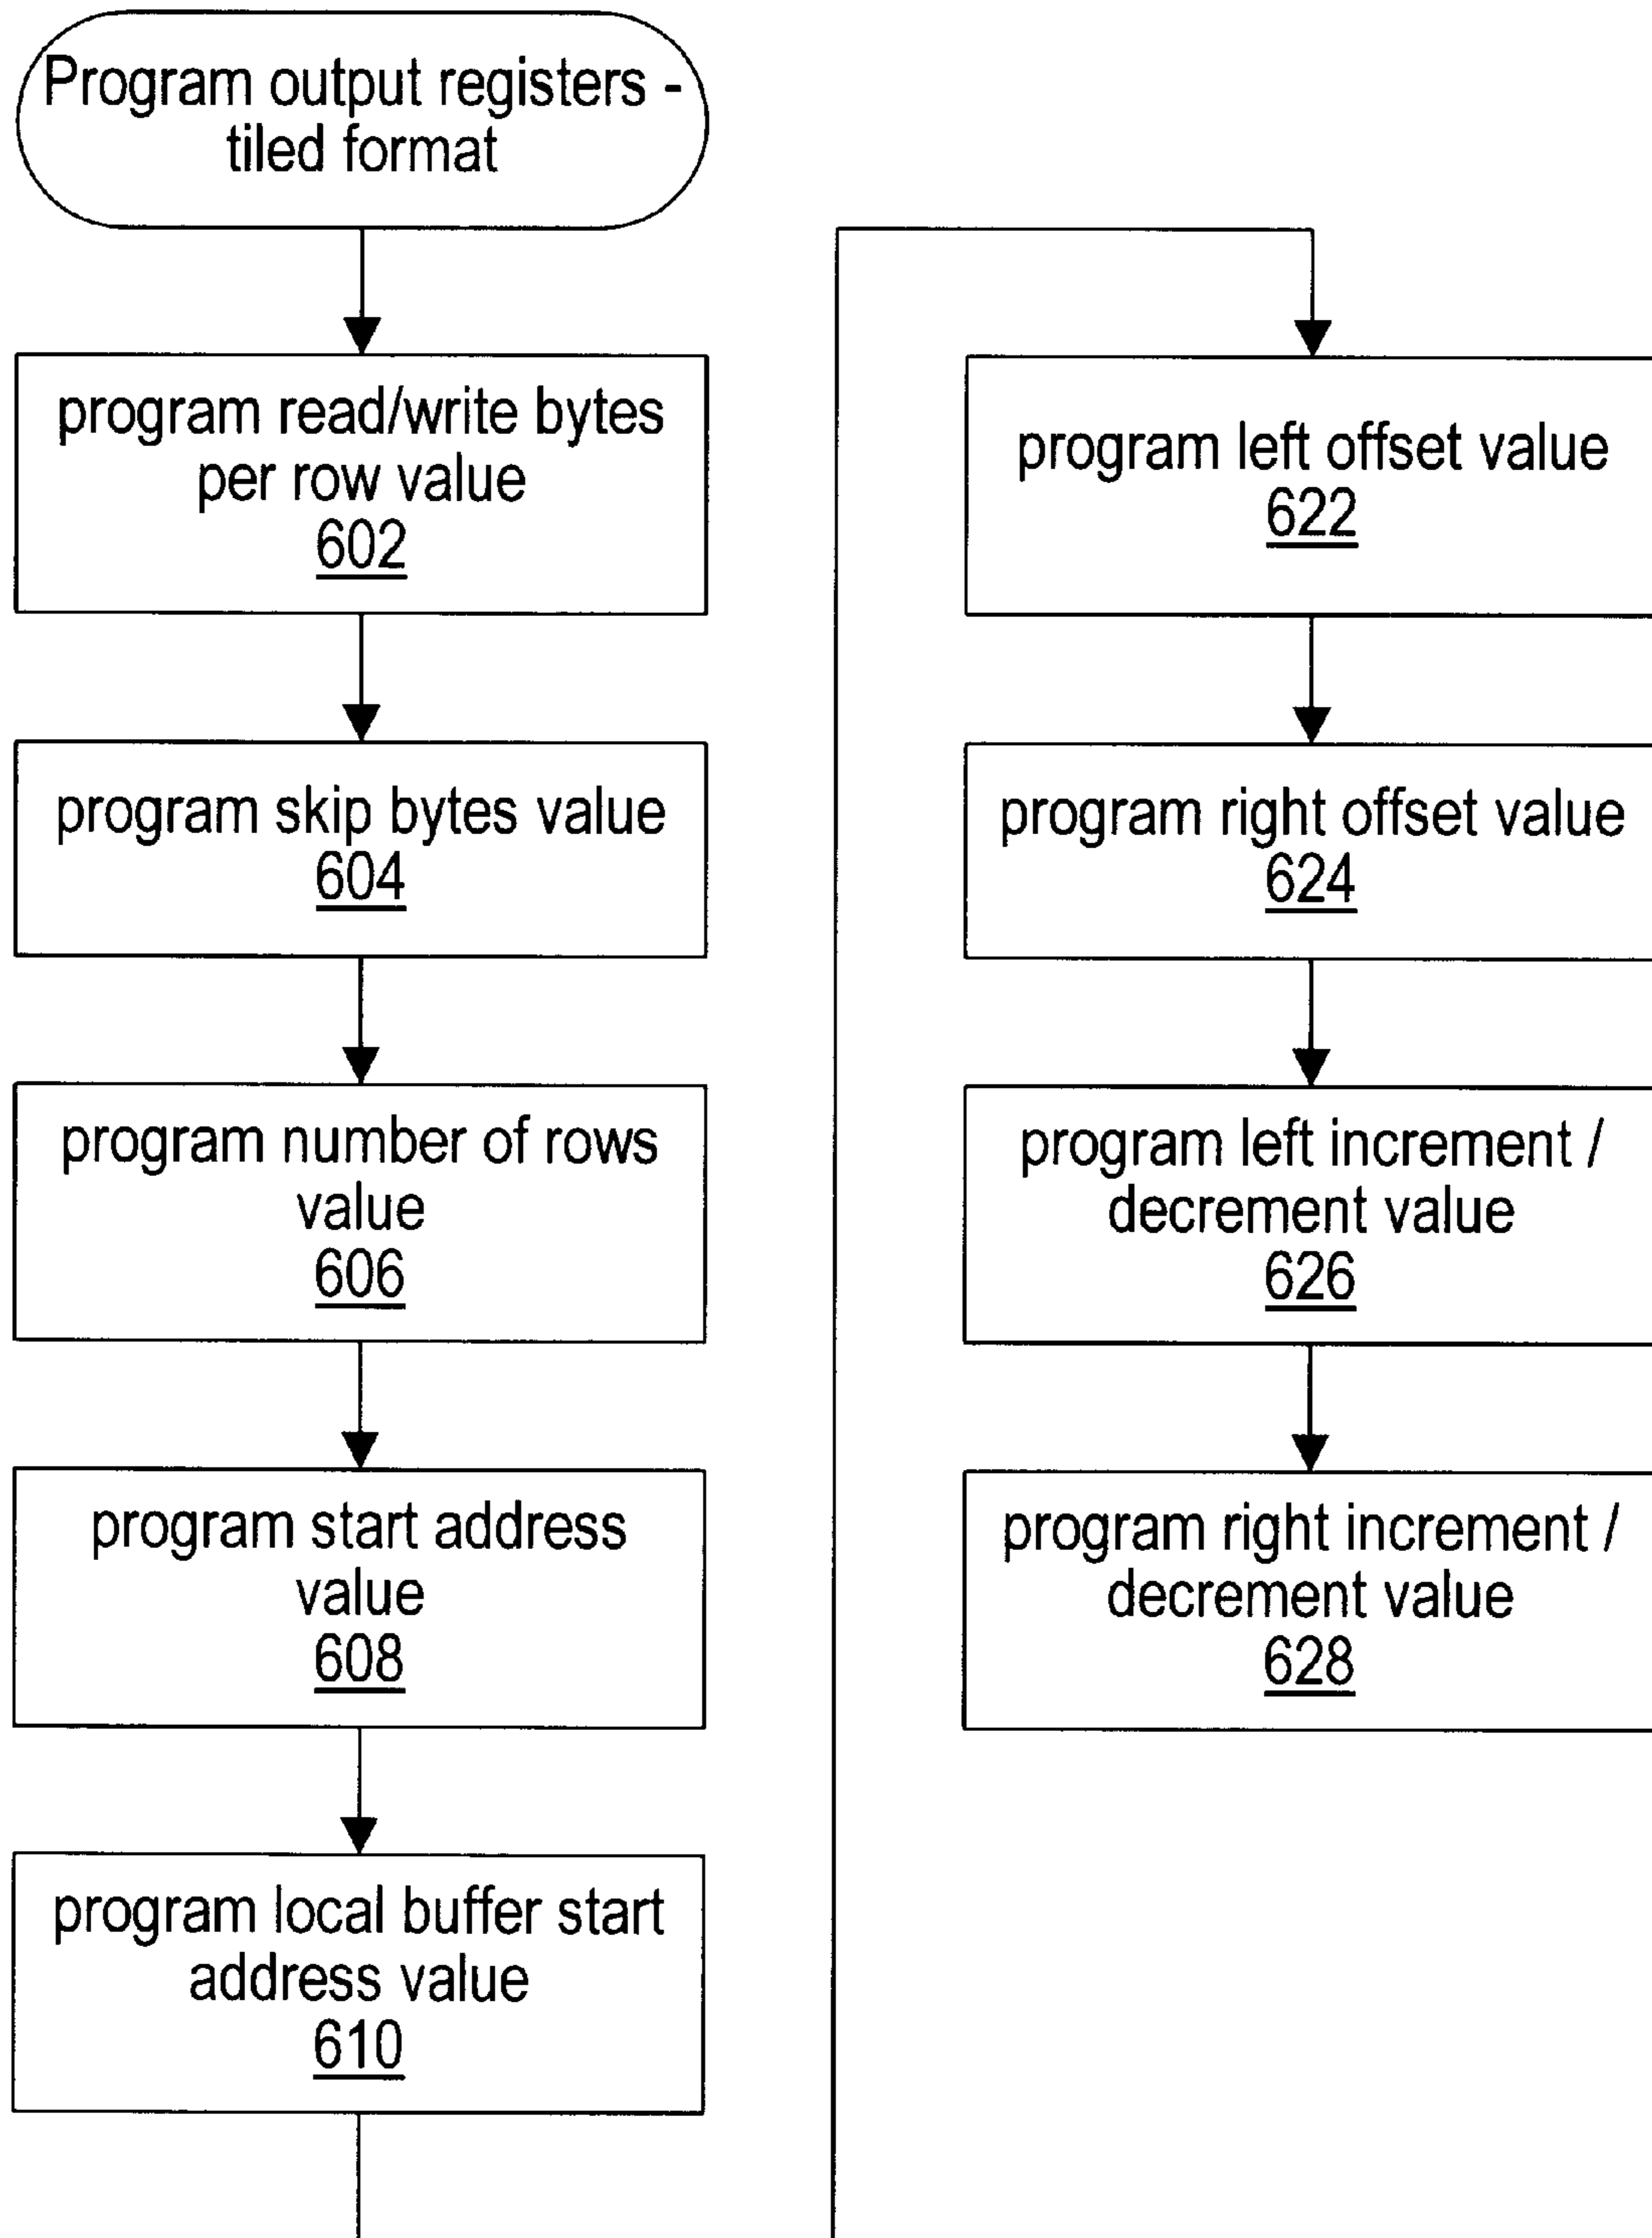 Program output registers -
tiled format
program read/write bytes
per row value
602
program skip bytes value
604
program number of rows
value
606
program start address
value
608
program local buffer start
address value
610
program left offset value
622
program right offset value
624
program left increment /
decrement value
626
program right increment /
decrement value
628